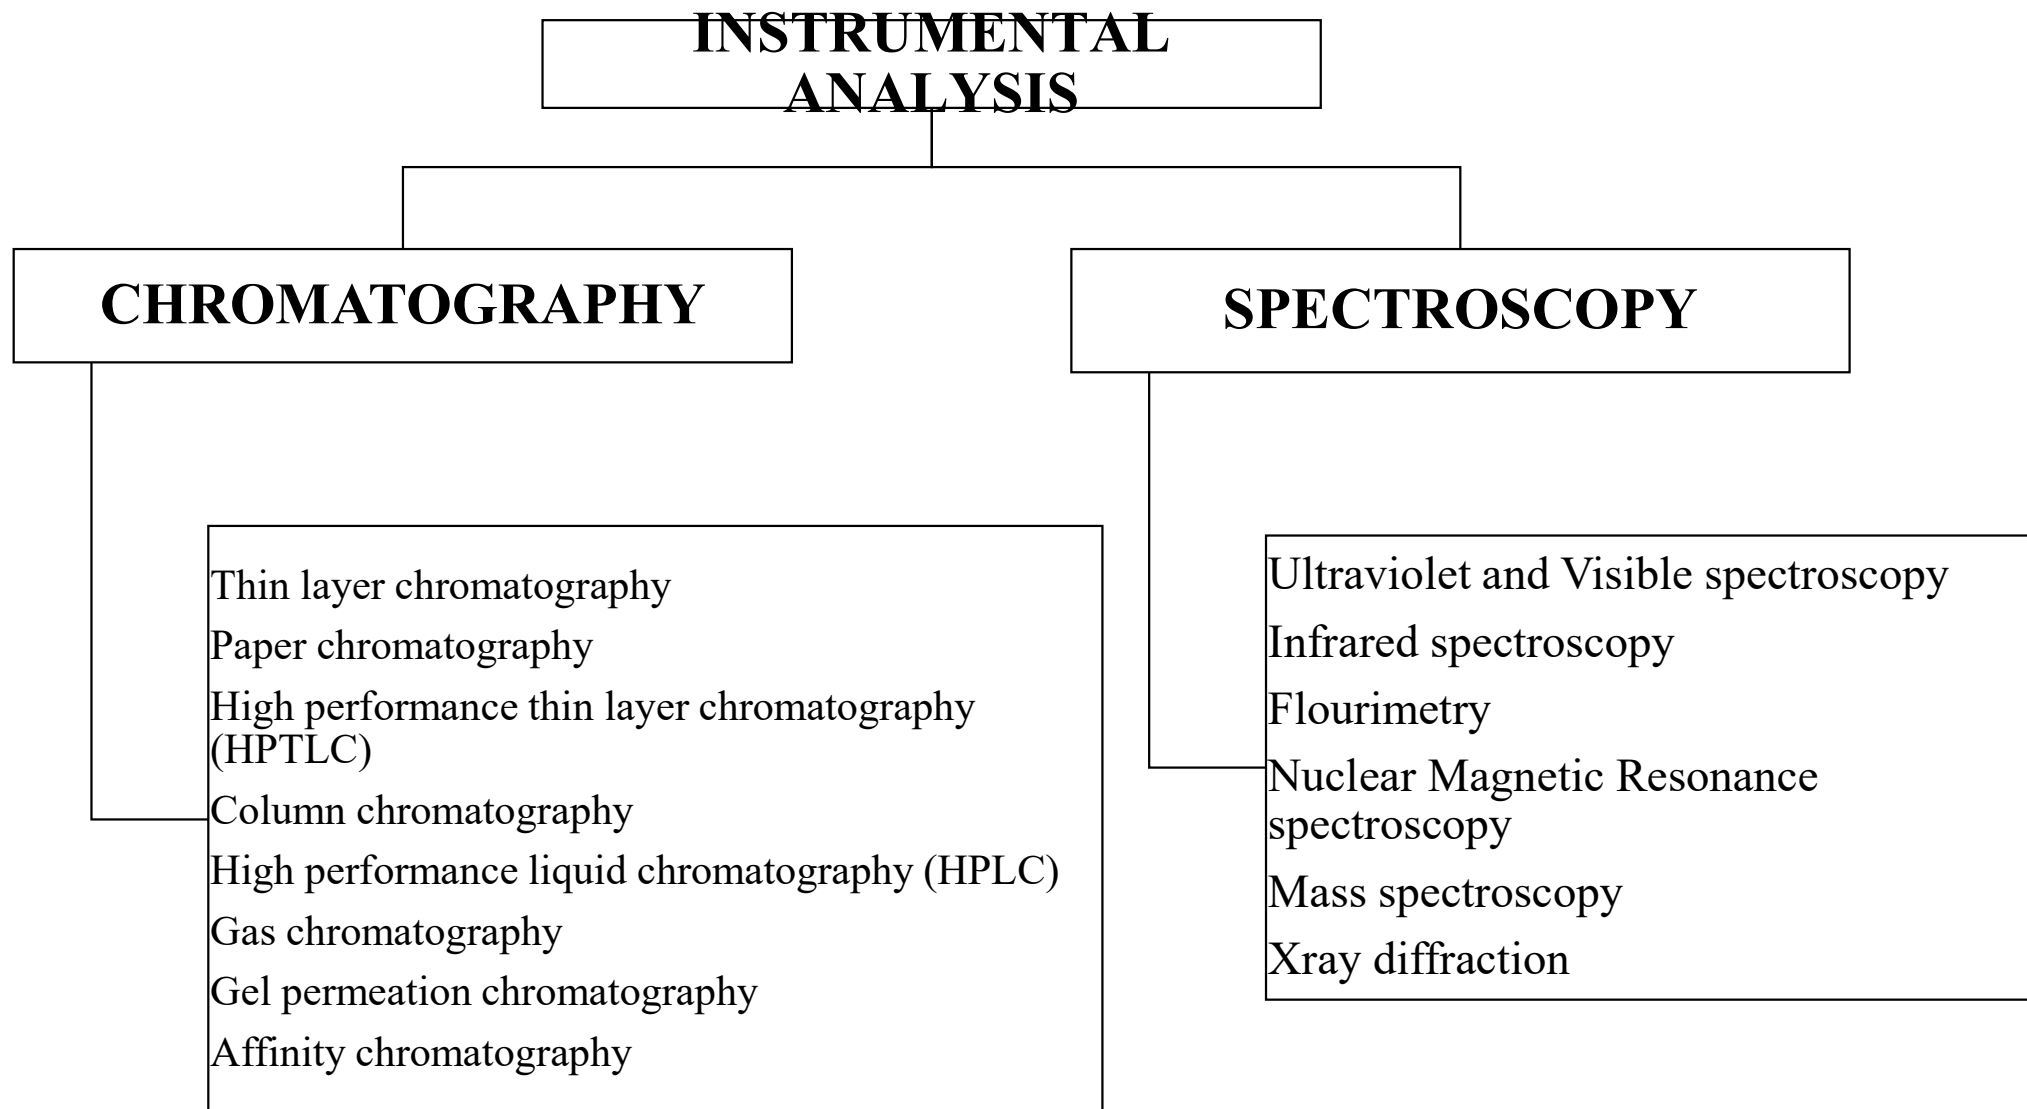 INSTRUMENTAL
ANALYSIS
CHROMATOGRAPHY
SPECTROSCOPY
Thin layer chromatography
Paper chromatography
High performance thin layer chromatography
(HPTLC)
Column chromatography
High performance liquid chromatography (HPLC)
Gas chromatography
Gel permeation chromatography
Affinity chromatography
Ultraviolet and Visible spectroscopy
Infrared spectroscopy
Flourimetry
Nuclear Magnetic Resonance
spectroscopy
Mass spectroscopy
Xray diffraction